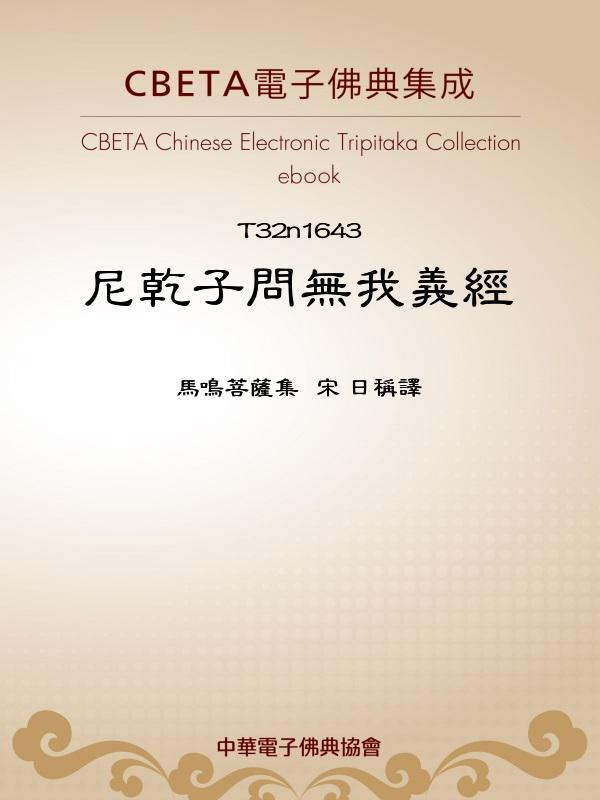 CBETA電子佛典集成
CBETA Chinese Electronic Tripitaka Collection
ebook
T32n1643
尼乾子問無我義經
馬鳴菩薩集 宋 日稱譯
中華電子佛典協會